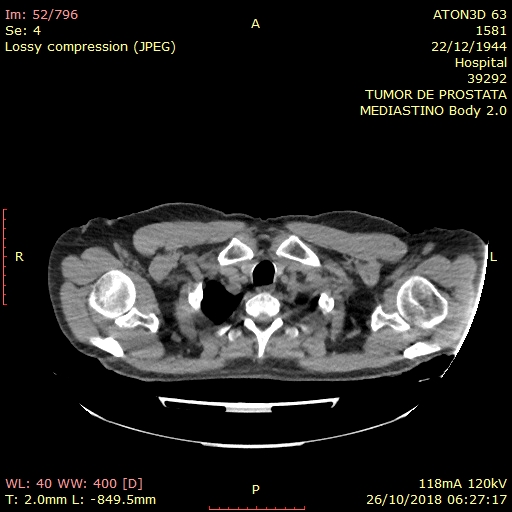 Im: 52/796
Se: 4
Lossy compression (JPEG)
A
ATON3D 63
1581
22/12/1944
Hospital
39292
TUMOR DE PROSTATA
MEDIASTINO Body 2.0
R
L
WL: 40 WW: 400 [D]
T: 2.0mm L: -849.5mm
P
118mA 120kV
26/10/2018 06:27:17